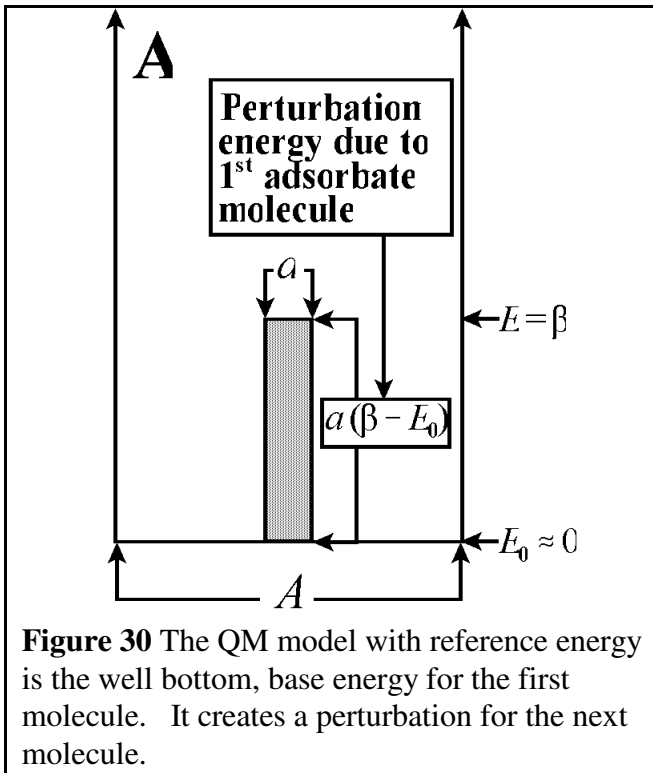 A
Perturbation
energy due to
1st adsorbate
molecule
a
E = β
a(β − E0)
E0 ≈ 0
A
Figure 30 The QM model with reference energy
is the well bottom, base energy for the first
molecule. It creates a perturbation for the next
molecule.